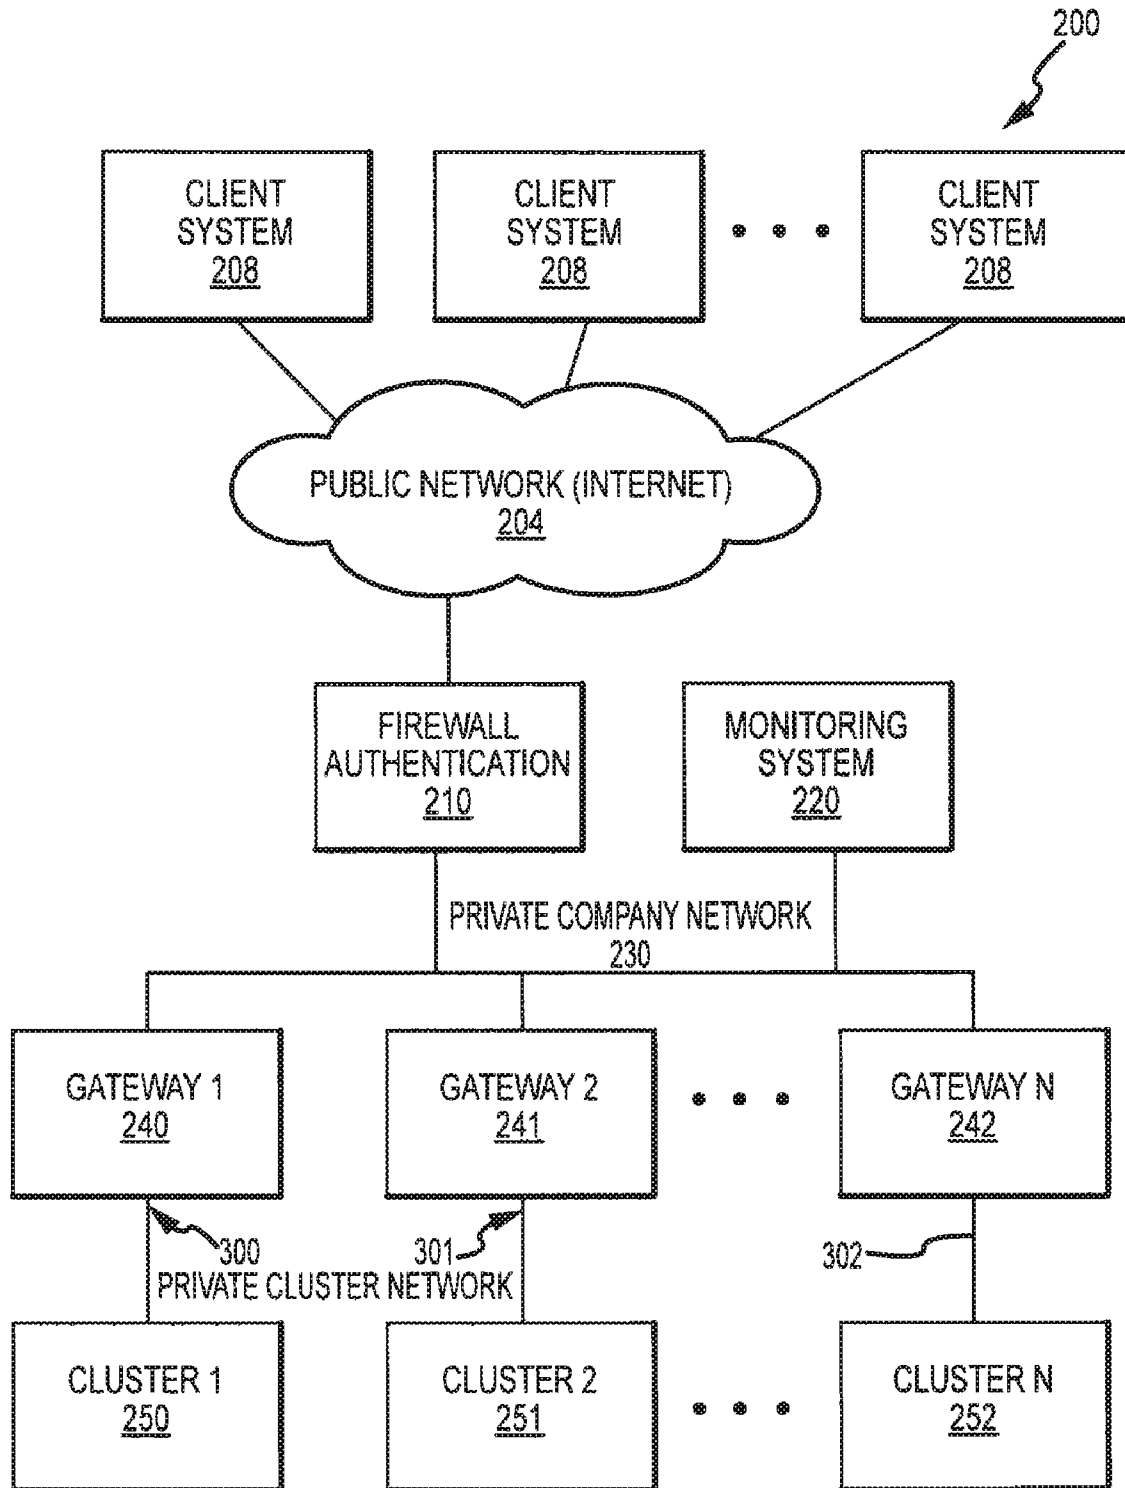 200
CLIENT
SYSTEM
208
CLIENT
SYSTEM
208
CLIENT
SYSTEM
208
PUBLIC NETWORK (INTERNET)
204
FIREWALL
AUTHENTICATION
210
MONITORING
SYSTEM
220
PRIVATE COMPANY NETWORK
230
GATEWAY 1
240
GATEWAY 2
241
GATEWAY N
242
300
301
302
PRIVATE CLUSTER NETWORK
CLUSTER 1
250
CLUSTER 2
251
CLUSTER N
252